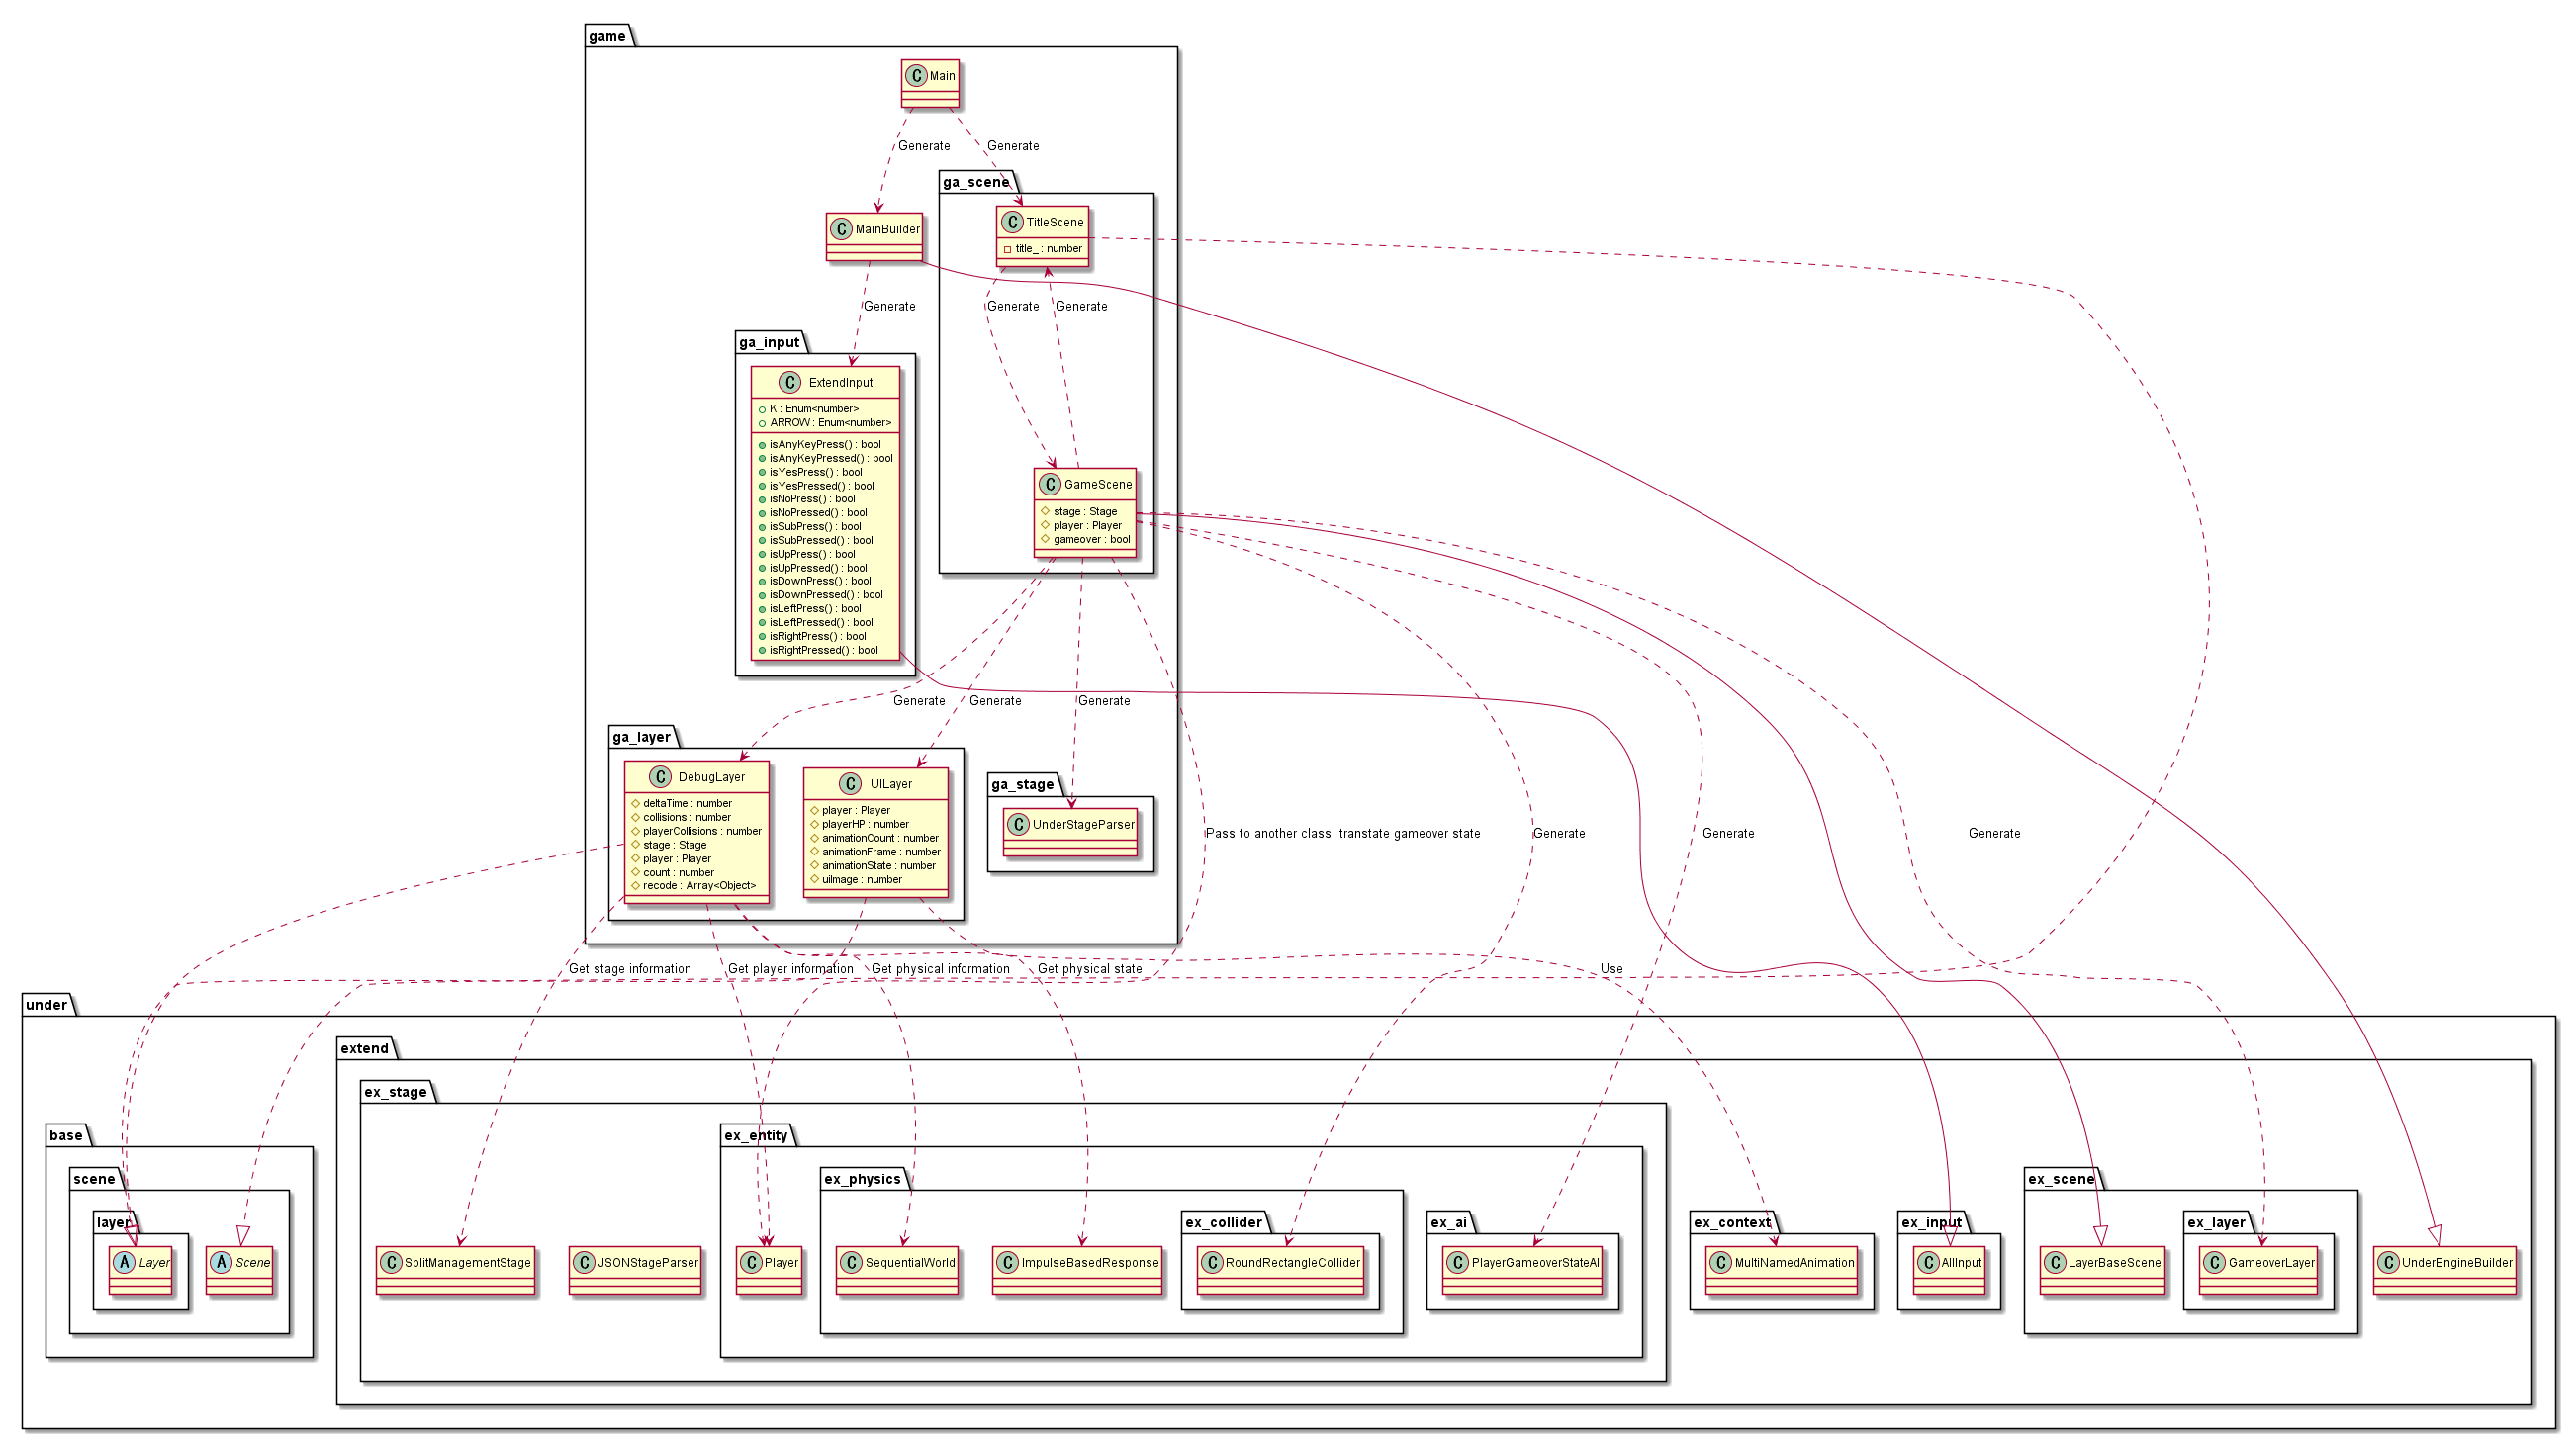 game
C Main
Generate
Generate
ga_scene
C TitleScene
title_ : number
C MainBuilder
Generate
Generate
Generate
ga_input
C ExtendInput
K : Enum<number>
ARROW : Enum<number>
isAnyKeyPress() : bool
isAnyKeyPressed() : bool
isYesPress() : bool
isYesPressed() : bool
isNoPress() : bool
isNoPressed() : bool
isSubPress() : bool
isSubPressed() : bool
isUpPress() : bool
isUpPressed() : bool
isDownPress() : bool
isDownPressed() : bool
isLeftPress() : bool
isLeftPressed() : bool
isRightPress() : bool
isRightPressed() : bool
C GameScene
stage : Stage
player : Player
gameover : bool
Generate
Generate
Generate
ga_layer
C DebugLayer
deltaTime : number
collisions : number
playerCollisions : number
stage : Stage
player : Player
count : number
recode : Array<Object>
C UILayer
player : Player
playerHP : number
animationCount : number
animationFrame : number
animationState : number
uiImage : number
ga_stage
C UnderStageParser
Pass to another class, transtate gameover state
Generate
Generate
Generate
Get stage information
Get player information
Get physical information
Get physical state
Use
under
extend
ex_stage
base
ex_entity
scene
ex_physics
ex_scene
layer
ex_collider
ex_ai
ex_context
ex_input
ex_layer
A Layer
A Scene
C SplitManagementStage
C JSONStageParser
C Player
C SequentialWorld
C ImpulseBasedResponse
C RoundRectangleCollider
C PlayerGameoverStateAI
C MultiNamedAnimation
C AllInput
C LayerBaseScene
C GameoverLayer
C UnderEngineBuilder